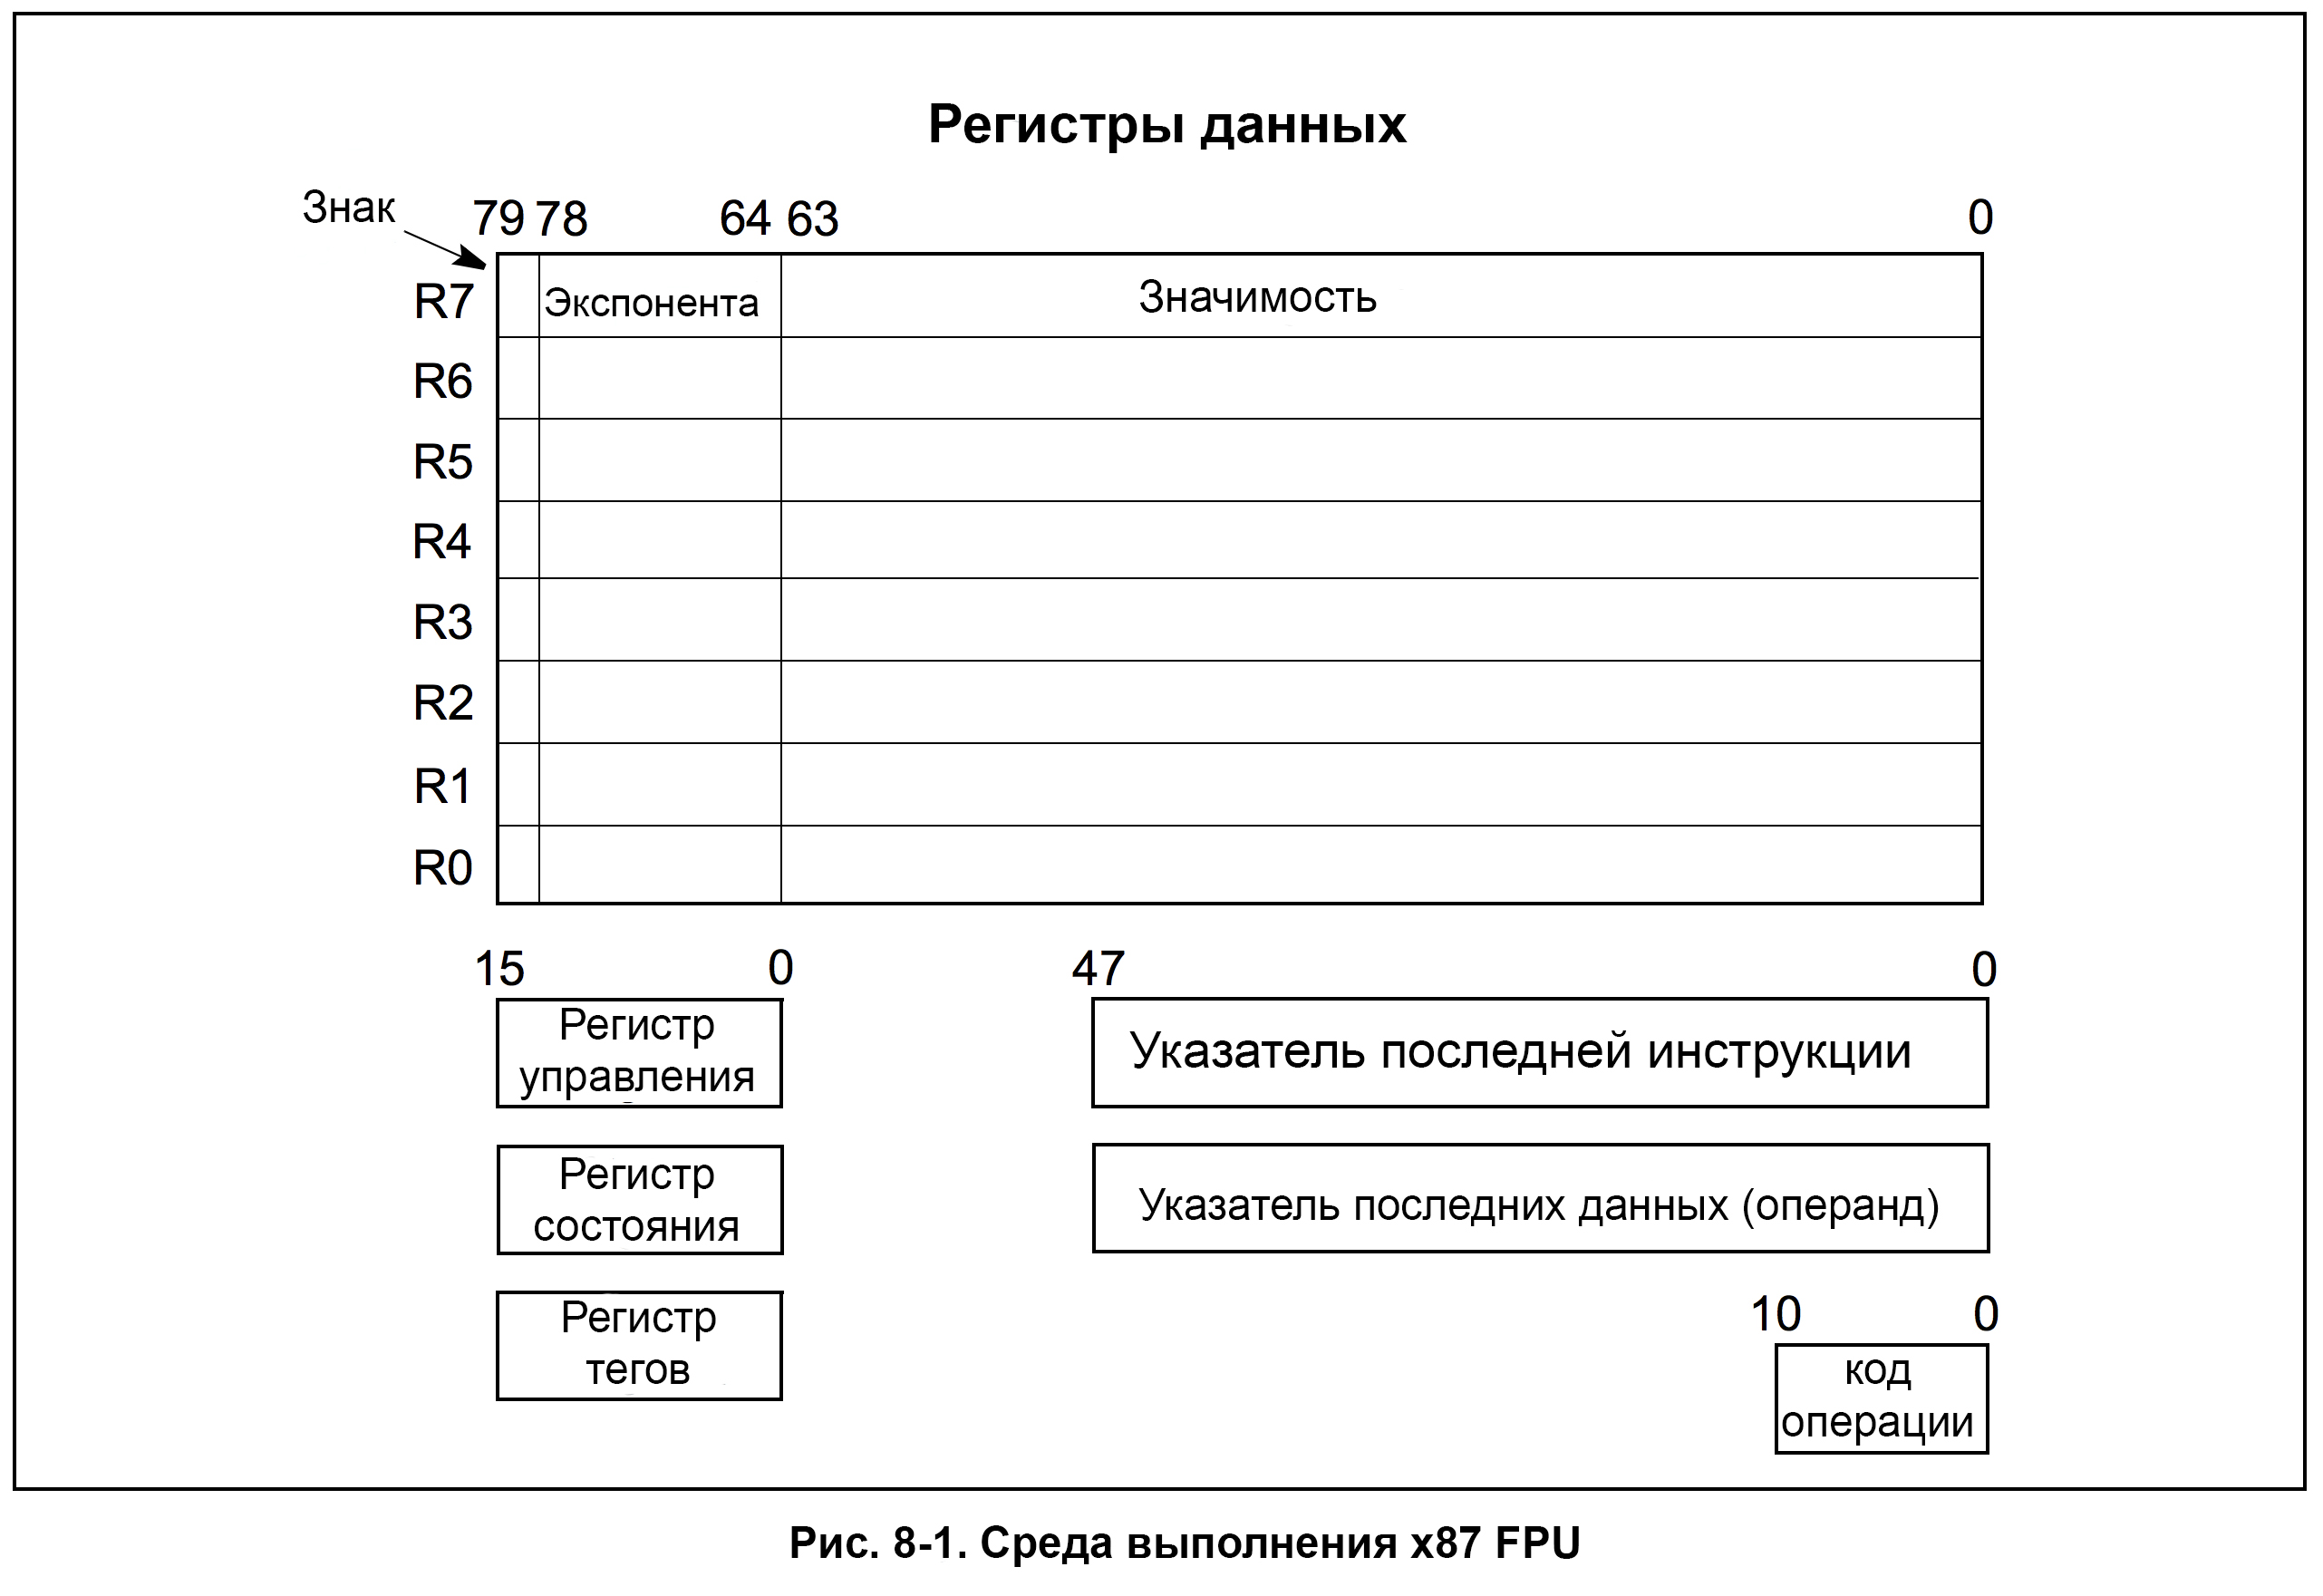 Регистры данных
Знак 79 78 64 63 0
R7 Экспонента Значимость
R6
R5
R4
R3
R2
R1
R0
15 0 47 0
Регистр
управления
Указатель последней инструкции
Регистр
состояния
Указатель последних данных (операнд)
Регистр
тегов
10 0
код
операции
Рис. 8-1. Среда выполнения x87 FPU